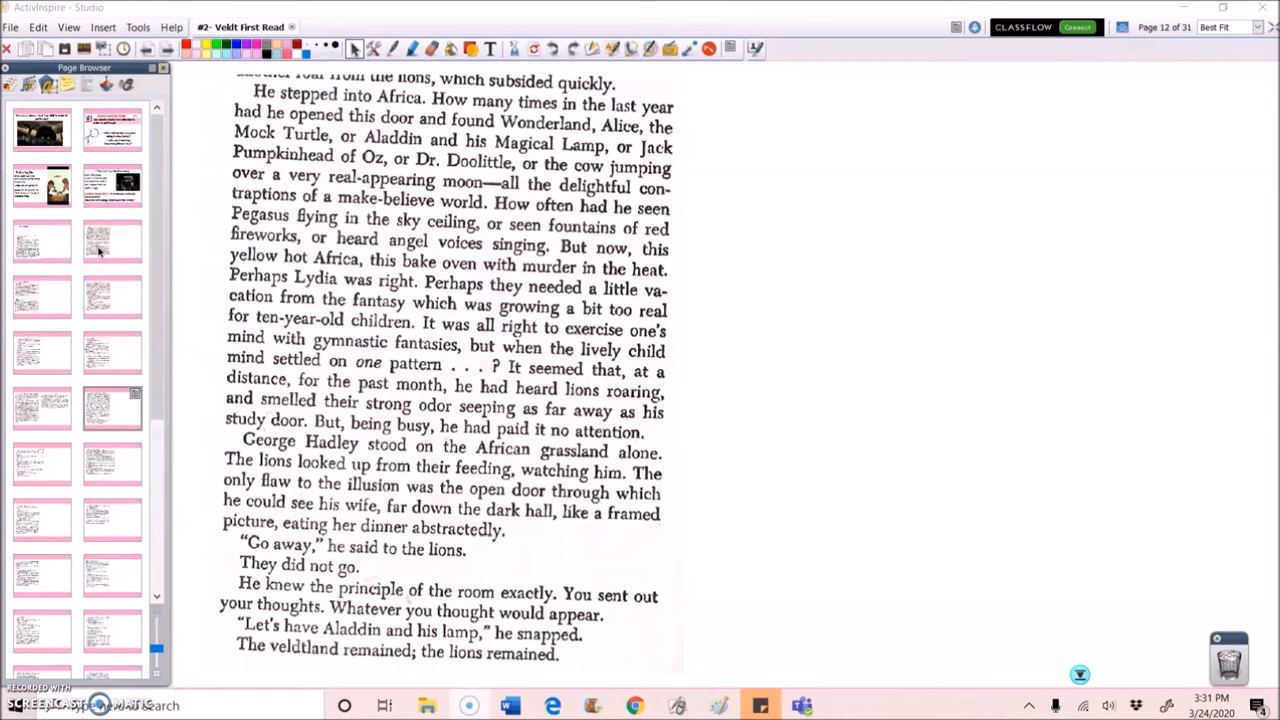 ActivInspire - Studio
File Edit View Insert Tools Help #2- Veldt First Read
CLASSFLOW Connect Page 12 of 31 Best Fit
Page Browser
another roar from the lions, which subsided quickly.
He stepped into Africa. How many times in the last year
had he opened this door and found Wonderland, Alice, the
Mock Turtle, or Aladdin and his Magical Lamp, or Jack
Pumpkinhead of Oz, or Dr. Doolittle, or the cow jumping
over a very real-appearing moon—all the delightful con-
traptions of a make-believe world. How often had he seen
Pegasus flying in the sky ceiling, or seen fountains of red
fireworks, or heard angel voices singing. But now, this
yellow hot Africa, this bake oven with murder in the heat.
Perhaps Lydia was right. Perhaps they needed a little va-
cation from the fantasy which was growing a bit too real
for ten-year-old children. It was all right to exercise one's
mind with gymnastic fantasies, but when the lively child
mind settled on one pattern . . . ? It seemed that, at a
distance, for the past month, he had heard lions roaring,
and smelled their strong odor seeping as far away as his
study door. But, being busy, he had paid it no attention.
George Hadley stood on the African grassland alone.
The lions looked up from their feeding, watching him. The
only flaw to the illusion was the open door through which
he could see his wife, far down the dark hall, like a framed
picture, eating her dinner abstractedly.
"Go away," he said to the lions.
They did not go.
He knew the principle of the room exactly. You sent out
your thoughts. Whatever you thought would appear.
"Let's have Aladdin and his lamp," he snapped.
The veldtland remained; the lions remained.
RECORDED WITH
SCREENCAST-O-MATIC
Type here to search
3:31 PM
3/24/2020